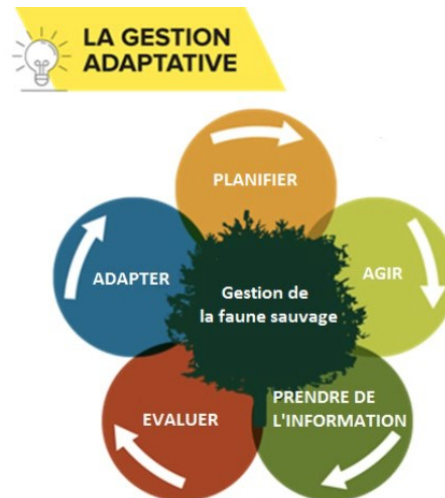 LA GESTION
ADAPTATIVE
PLANIFIER
AGIR
PRENDRE DE
L'INFORMATION
EVALUER
ADAPTER
Gestion de
la faune sauvage